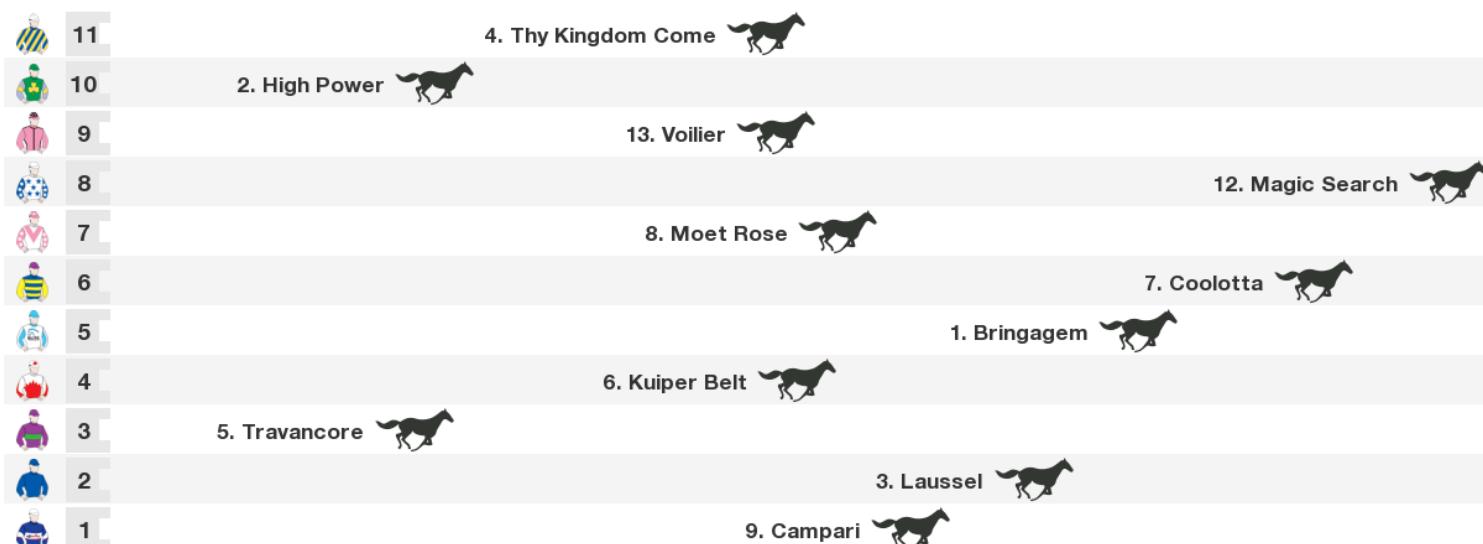 11 4. Thy Kingdom Come
10 2. High Power
9 13. Voilier
8 12. Magic Search
7 8. Moet Rose
6 7. Coolotta
5 1. Bringagem
4 6. Kuiper Belt
3 5. Travancore
2 3. Laussel
1 9. Campari